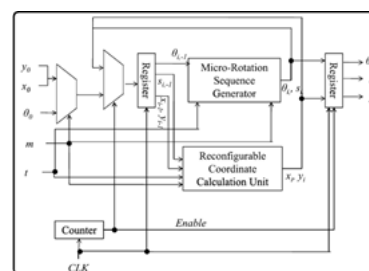 y₀
x₀
θ₀
m
t
Register
θᵢ₋₁
sᵢ₋₁
xᵢ₋₁, yᵢ₋₁
Micro-Rotation
Sequence
Generator
θᵢ, sᵢ
Reconfigurable
Coordinate
Calculation Unit
xᵢ, yᵢ
Register
Counter
Enable
CLK